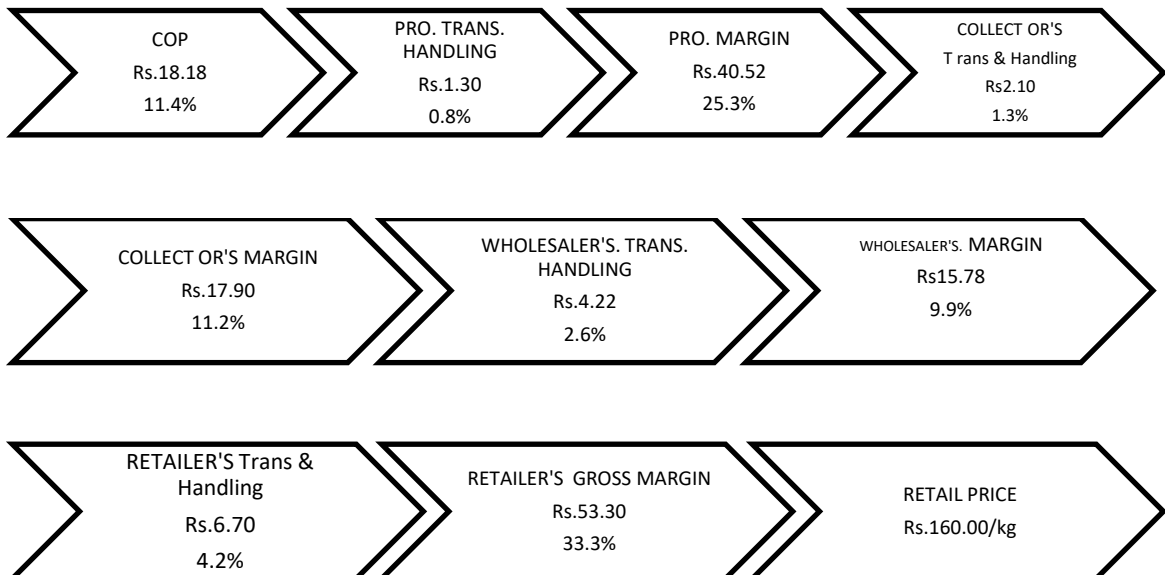 COP
Rs.18.18
11.4%
PRO. TRANS.
HANDLING
Rs.1.30
0.8%
PRO. MARGIN
Rs.40.52
25.3%
COLLECT OR'S
T rans & Handling
Rs2.10
1.3%
COLLECT OR'S MARGIN
Rs.17.90
11.2%
WHOLESALER'S. TRANS.
HANDLING
Rs.4.22
2.6%
WHOLESALER'S. MARGIN
Rs15.78
9.9%
RETAILER'S Trans &
Handling
Rs.6.70
4.2%
RETAILER'S  GROSS MARGIN
Rs.53.30
33.3%
RETAIL PRICE
Rs.160.00/kg